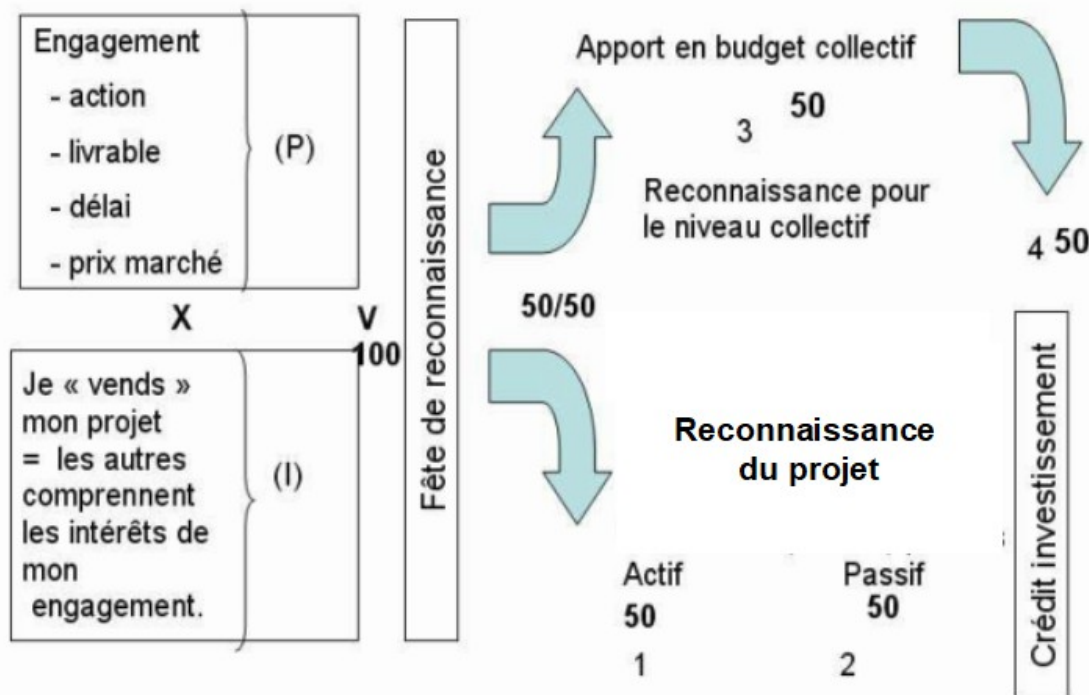 Engagement
- action
- livrable
- délai
- prix marché
(P)
X
V
100
Je « vends »
mon projet
= les autres
comprennent
les intérêts de
mon
engagement.
(I)
Fête de reconnaissance
50/50
Apport en budget collectif
50
3
Reconnaissance pour
le niveau collectif
4 50
Reconnaissance
du projet
Actif
50
1
Passif
50
2
Crédit investissement